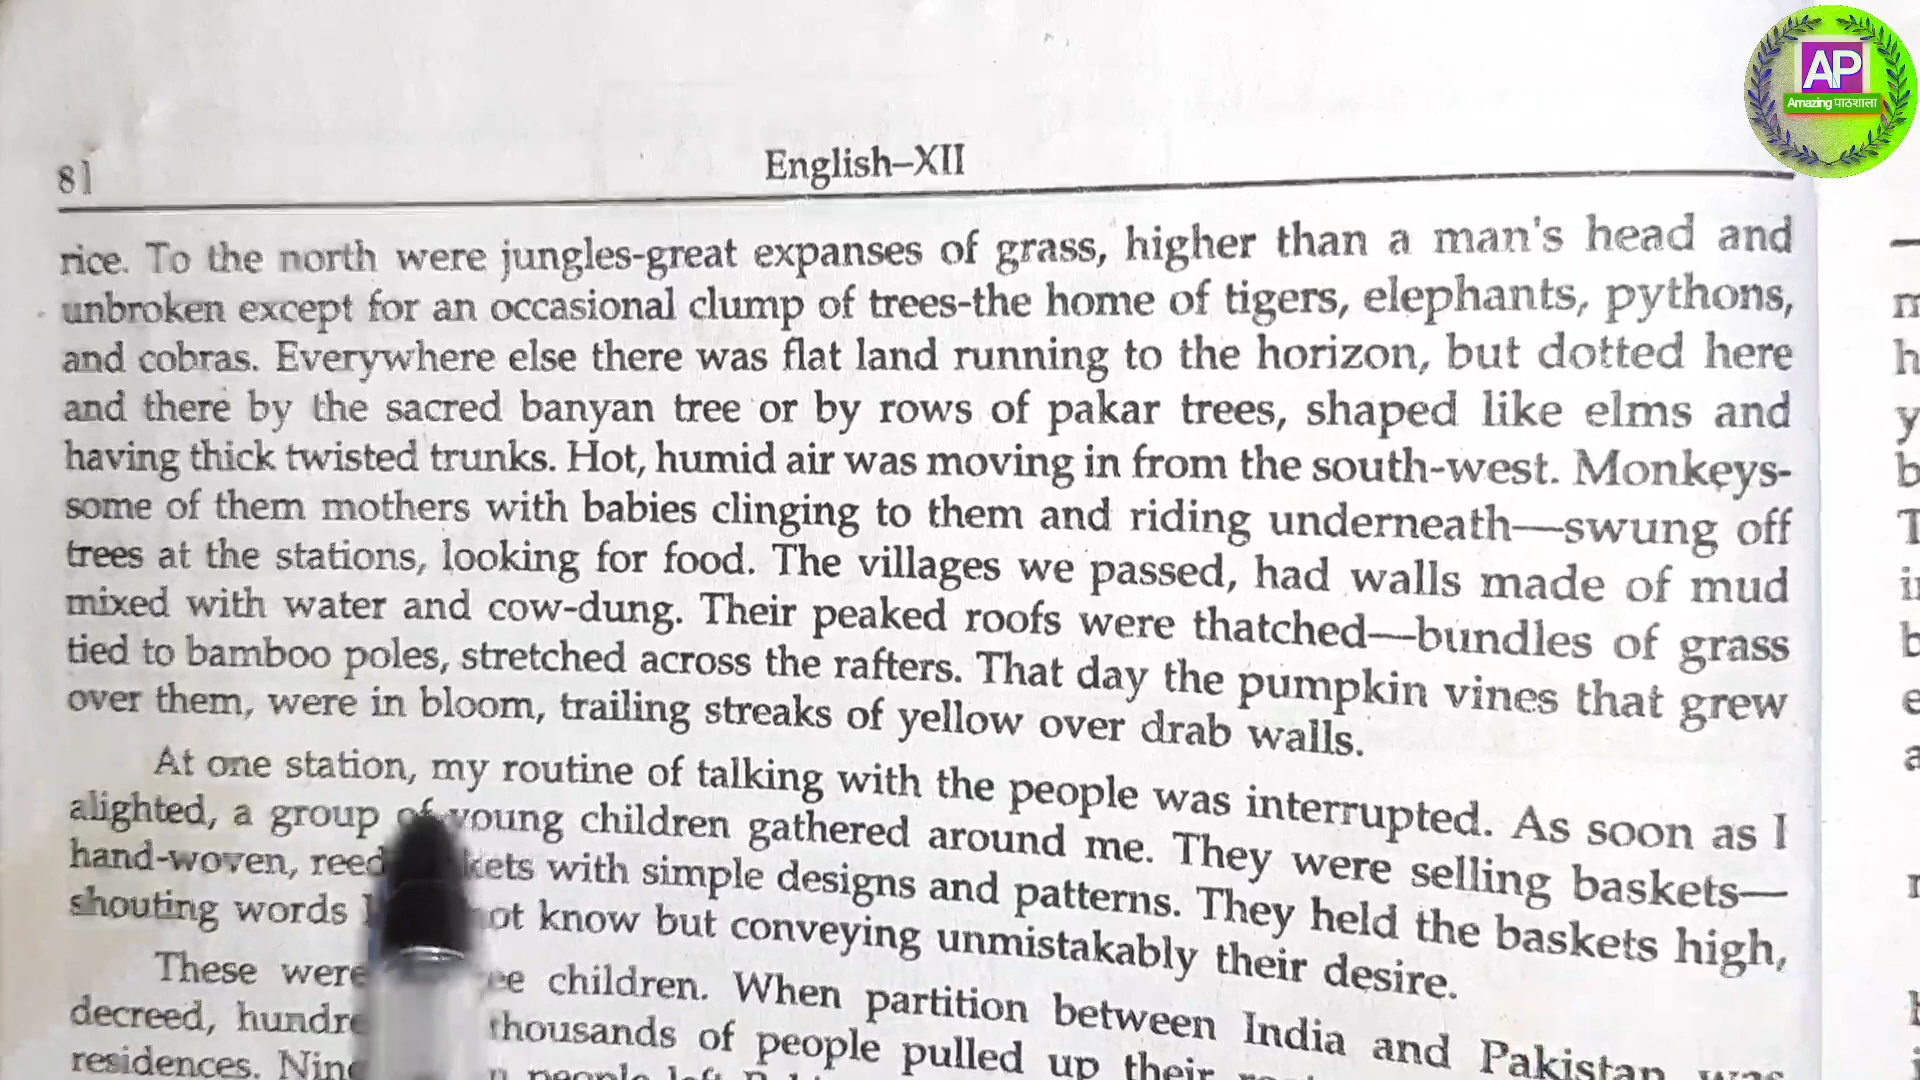 AP
Amazing पाठशाला
81
English–XII
rice. To the north were jungles-great expanses of grass, higher than a man's head and
unbroken except for an occasional clump of trees-the home of tigers, elephants, pythons,
and cobras. Everywhere else there was flat land running to the horizon, but dotted here
and there by the sacred banyan tree or by rows of pakar trees, shaped like elms and
having thick twisted trunks. Hot, humid air was moving in from the south-west. Monkeys-
some of them mothers with babies clinging to them and riding underneath—swung off
trees at the stations, looking for food. The villages we passed, had walls made of mud
mixed with water and cow-dung. Their peaked roofs were thatched—bundles of grass
tied to bamboo poles, stretched across the rafters. That day the pumpkin vines that grew
over them, were in bloom, trailing streaks of yellow over drab walls.
At one station, my routine of talking with the people was interrupted. As soon as I
alighted, a group of young children gathered around me. They were selling baskets—
hand-woven, reed with simple designs and patterns. They held the baskets high,
shouting words know but conveying unmistakably their desire.
These were children. When partition between India and Pakistan was
decreed, thousands of people pulled up their
residences. people left